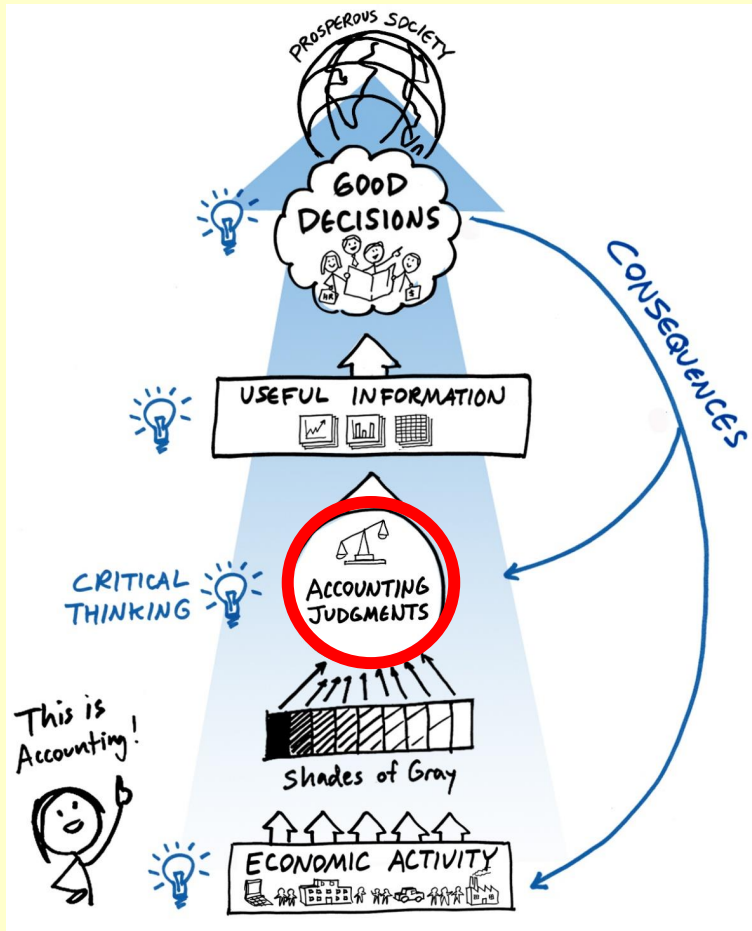 PROSPEROUS SOCIETY
GOOD
DECISIONS
HR
$
CONSEQUENCES
USEFUL INFORMATION
CRITICAL
THINKING
ACCOUNTING
JUDGMENTS
This is
Accounting!
Shades of Gray
ECONOMIC ACTIVITY